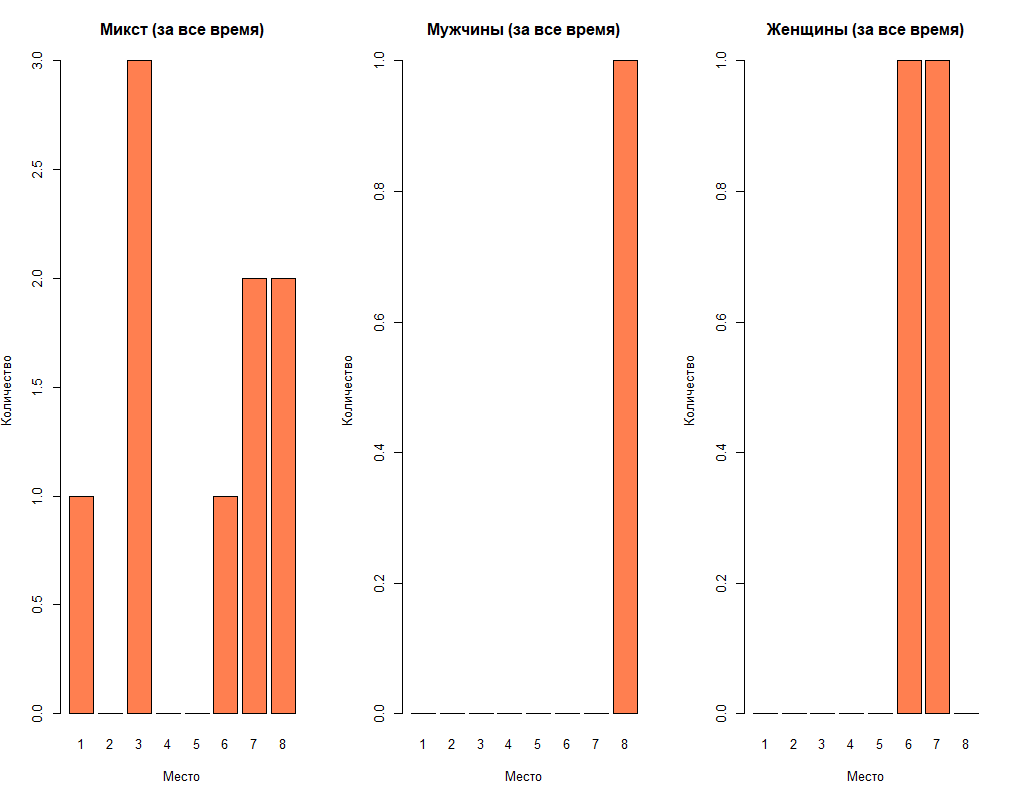 Микст (за все время)
Количество
3.0
2.5
2.0
1.5
1.0
0.5
0.0
1 2 3 4 5 6 7 8
Место
Мужчины (за все время)
Количество
1.0
0.8
0.6
0.4
0.2
0.0
1 2 3 4 5 6 7 8
Место
Женщины (за все время)
Количество
1.0
0.8
0.6
0.4
0.2
0.0
1 2 3 4 5 6 7 8
Место